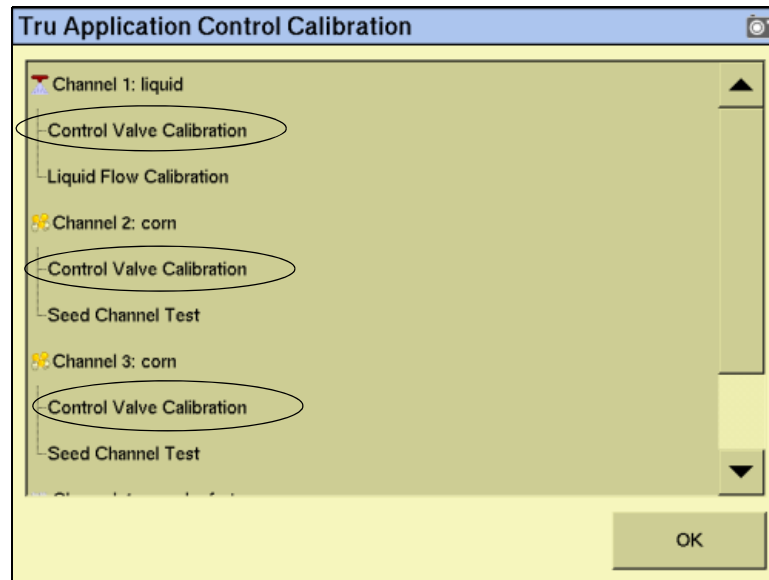 Tru Application Control Calibration
Channel 1: liquid
Control Valve Calibration
Liquid Flow Calibration
Channel 2: corn
Control Valve Calibration
Seed Channel Test
Channel 3: corn
Control Valve Calibration
Seed Channel Test
OK